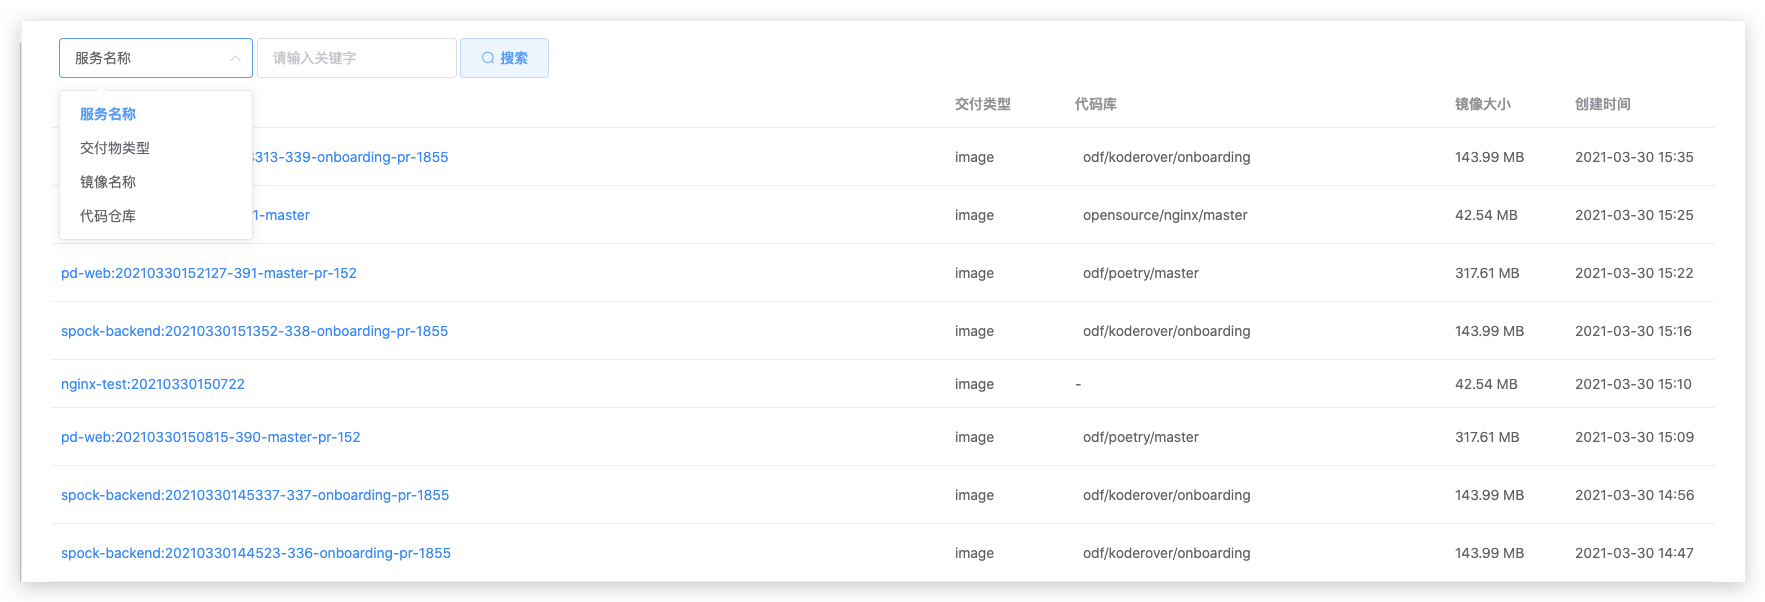 服务名称 请输入关键字 搜索
服务名称
交付物类型
镜像名称
代码仓库
交付类型 代码库 镜像大小 创建时间
313-339-onboarding-pr-1855 image odf/koderover/onboarding 143.99 MB 2021-03-30 15:35
1-master image opensource/nginx/master 42.54 MB 2021-03-30 15:25
pd-web:20210330152127-391-master-pr-152 image odf/poetry/master 317.61 MB 2021-03-30 15:22
spock-backend:20210330151352-338-onboarding-pr-1855 image odf/koderover/onboarding 143.99 MB 2021-03-30 15:16
nginx-test:20210330150722 image - 42.54 MB 2021-03-30 15:10
pd-web:20210330150815-390-master-pr-152 image odf/poetry/master 317.61 MB 2021-03-30 15:09
spock-backend:20210330145337-337-onboarding-pr-1855 image odf/koderover/onboarding 143.99 MB 2021-03-30 14:56
spock-backend:20210330144523-336-onboarding-pr-1855 image odf/koderover/onboarding 143.99 MB 2021-03-30 14:47